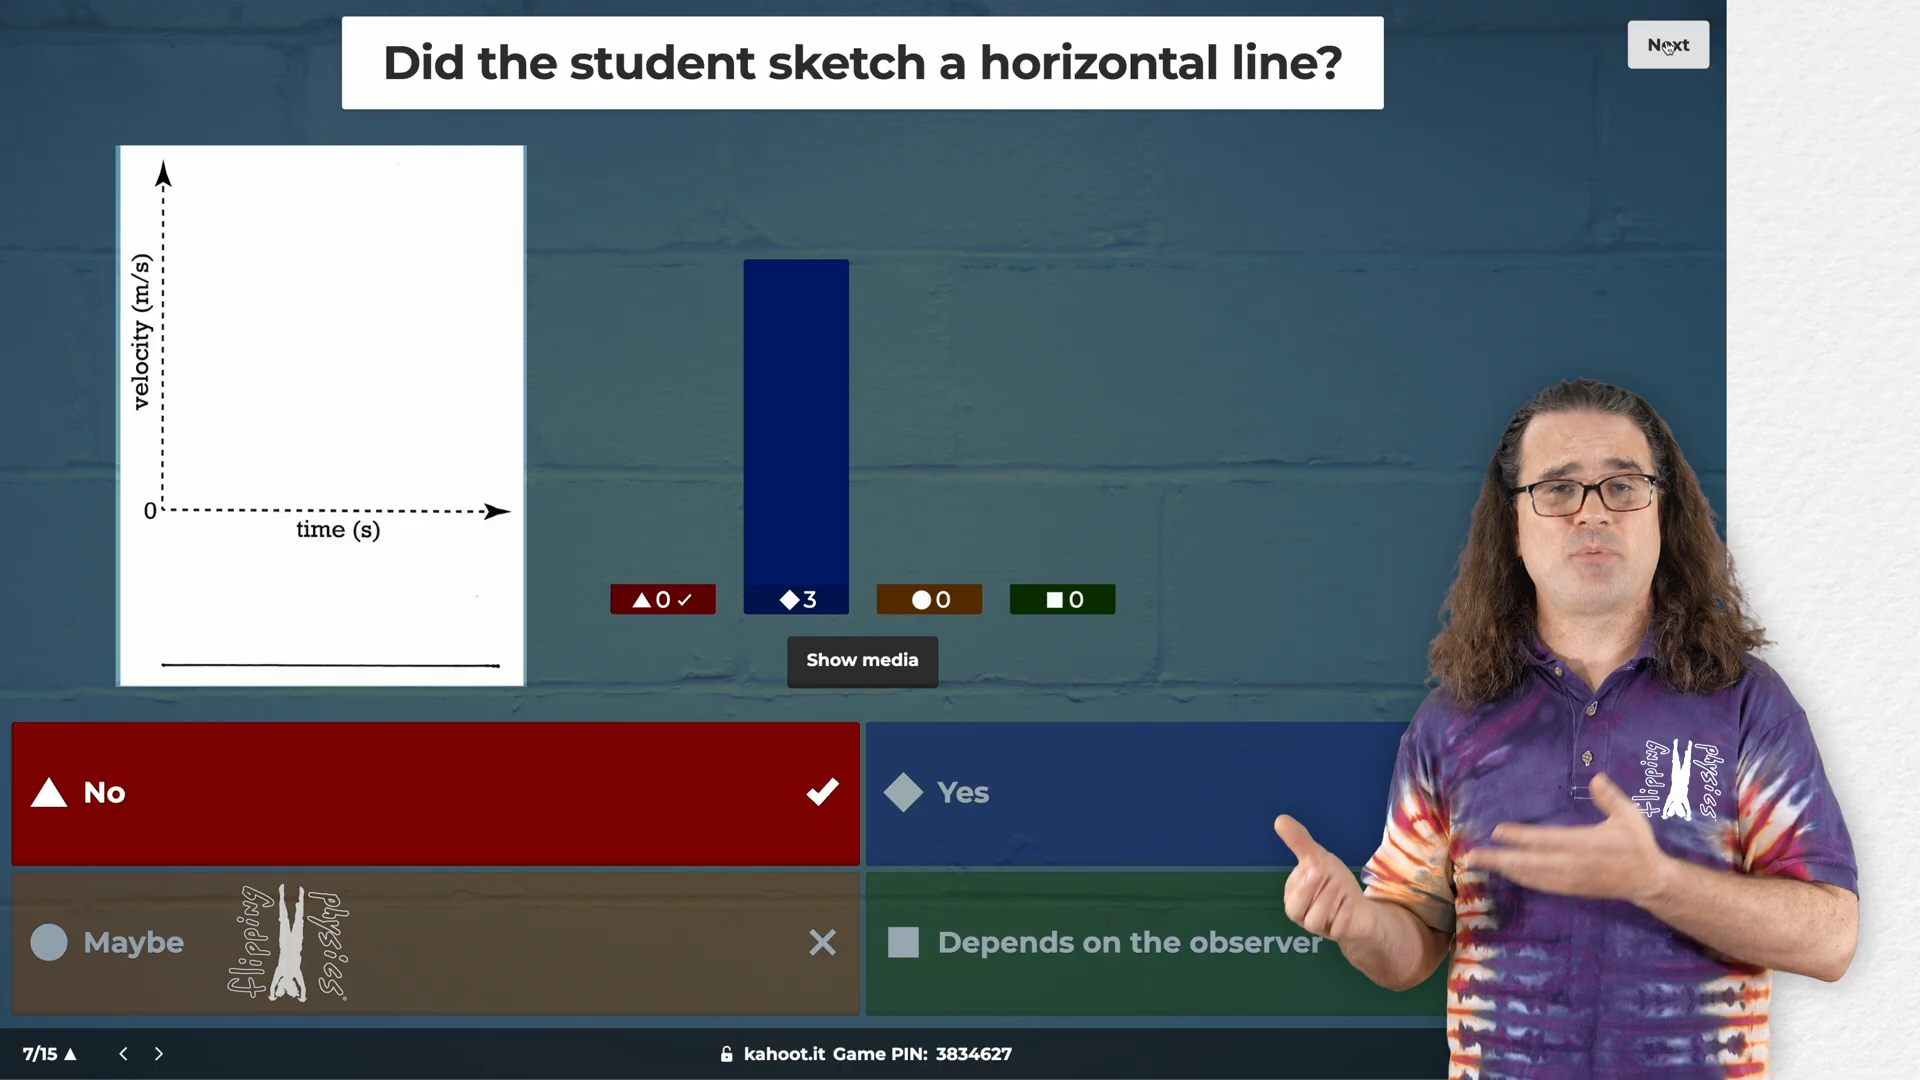 Did the student sketch a horizontal line?
Next
velocity (m/s)
0
time (s)
0
3
0
0
Show media
No
Yes
Maybe
Depends on the observer
flipping physics
flipping physics
7/15
kahoot.it Game PIN: 3834627